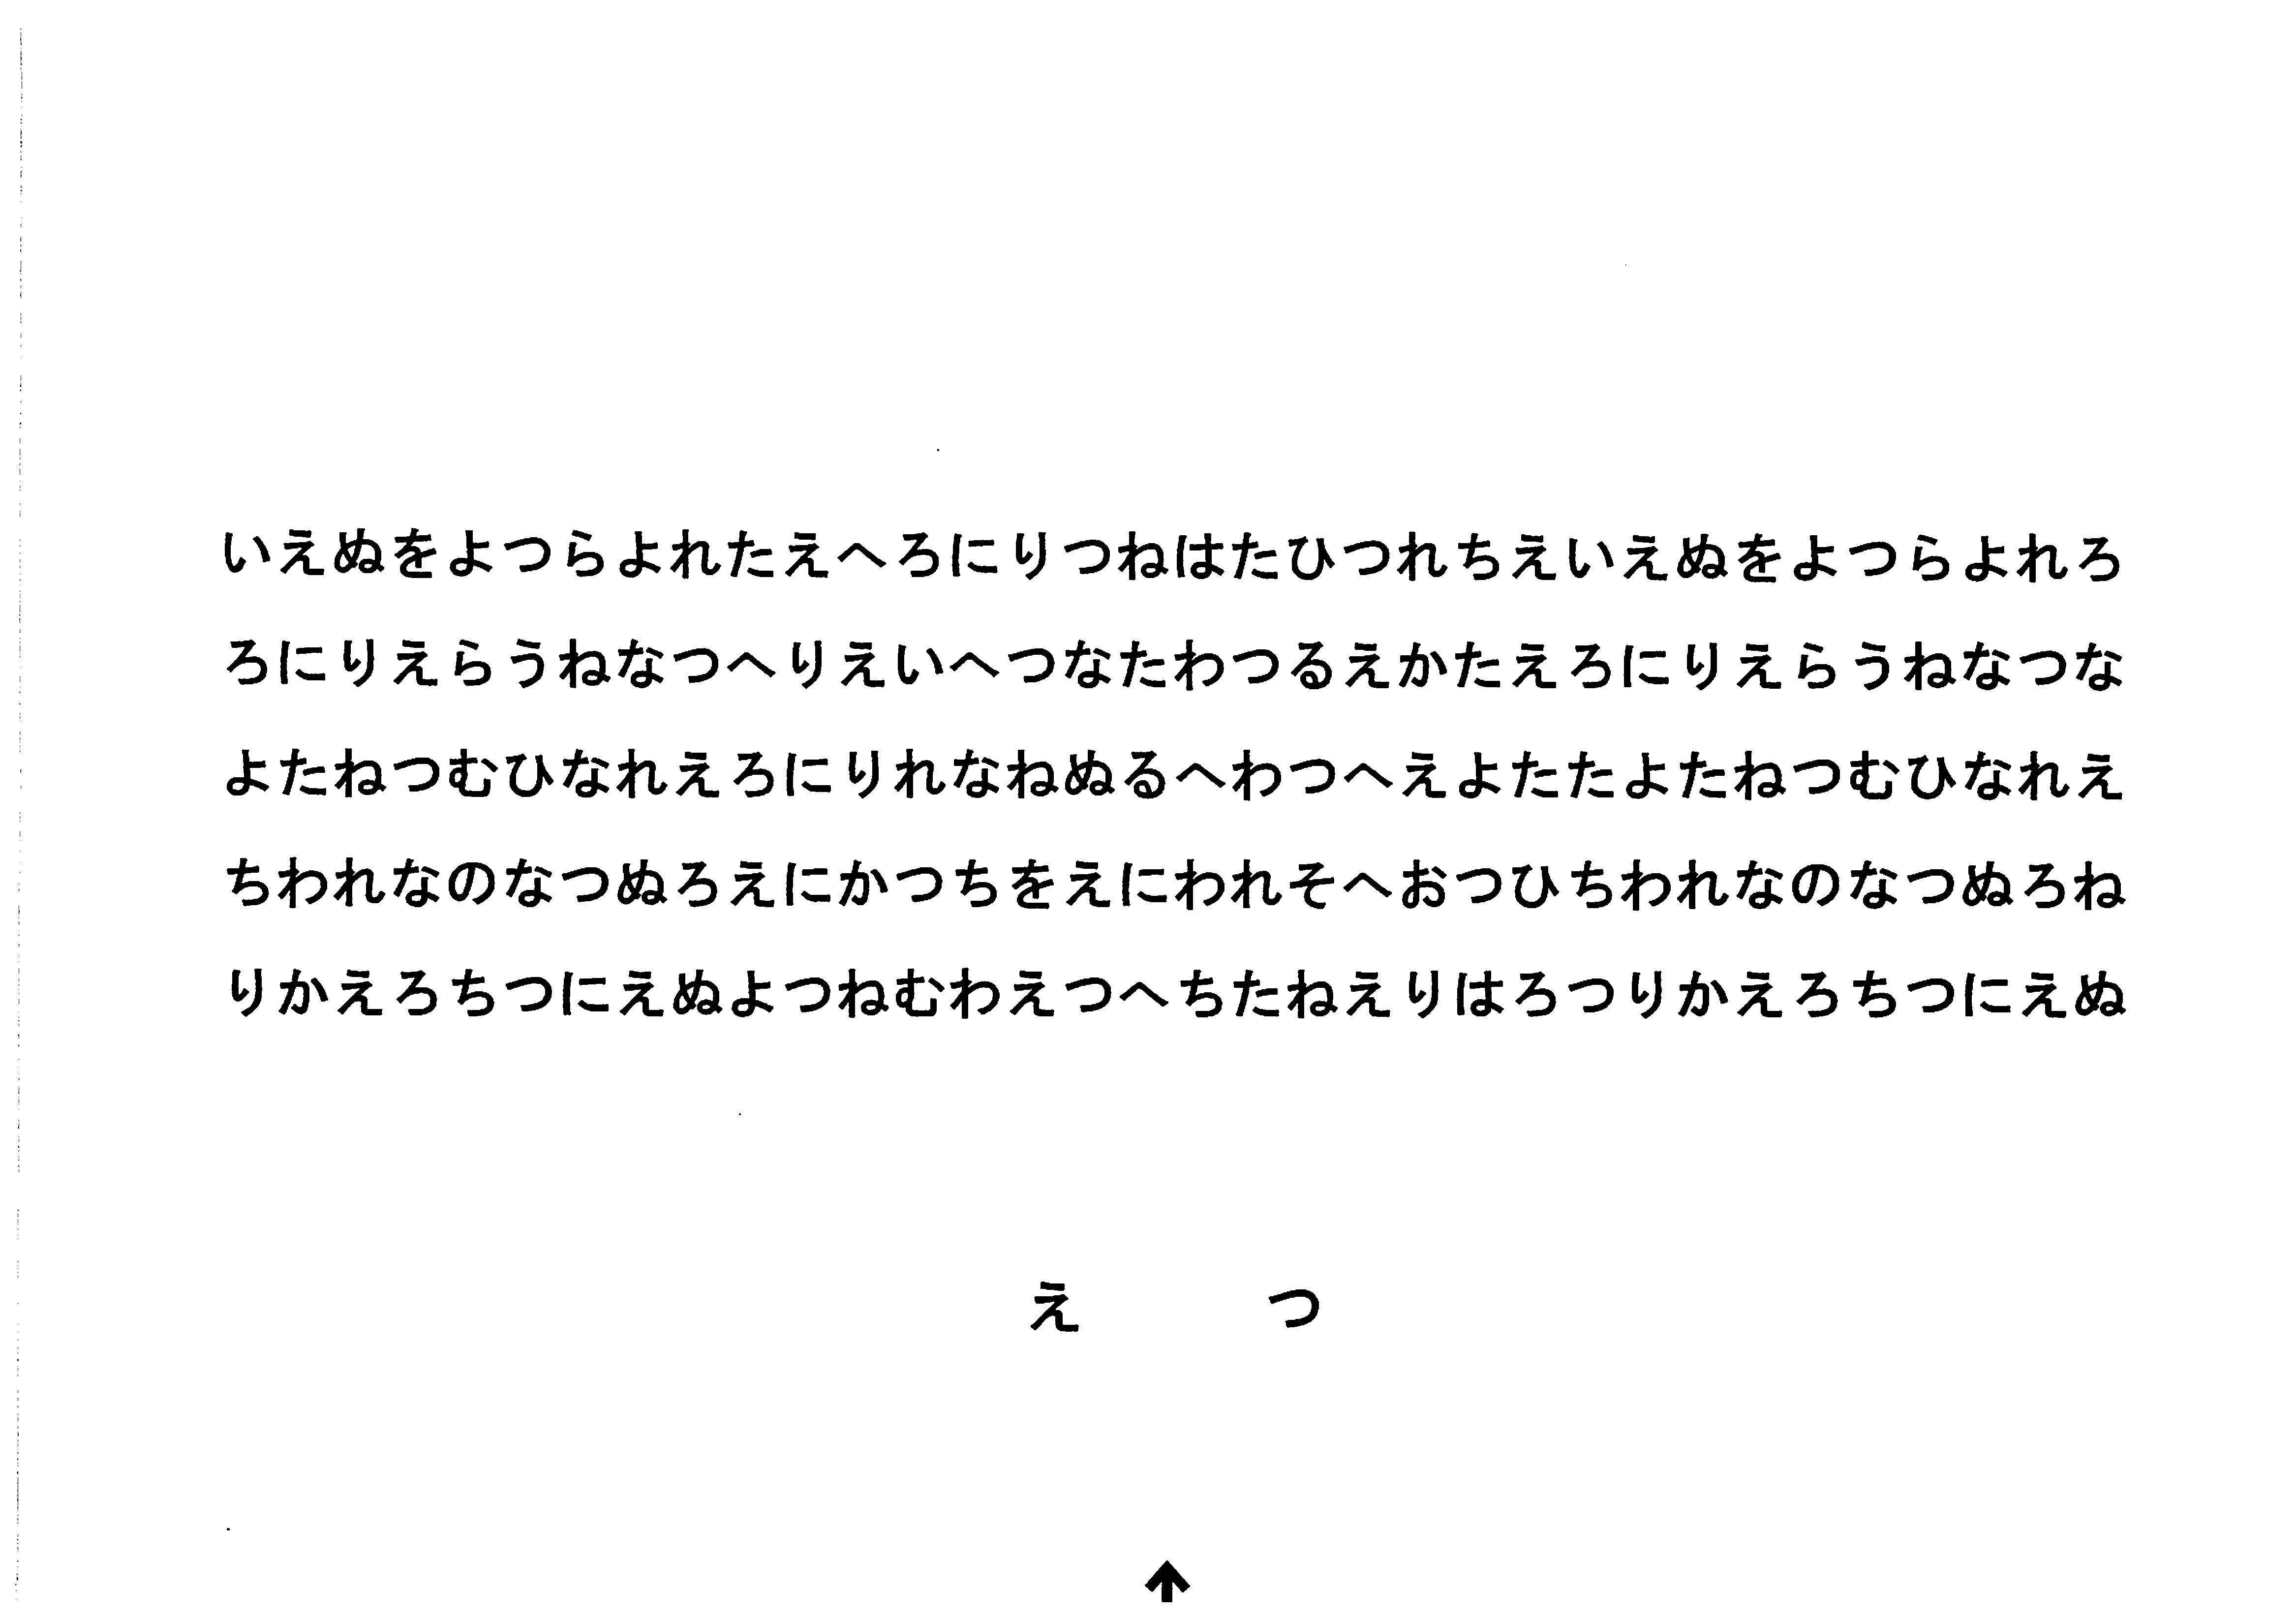 いえぬをよつらよれたえへろにりつねはたひつれちえいえぬをよつらよれろ
ろにりえらうねなつへりえいへつなたわつるえかたえろにりえらうねなつな
よたねつむひなれえろにりれなねぬるへわつへえよたたよたねつむひなれえ
ちわれなのなつぬろえにかつちをえにわれそへおつひちわれなのなつぬろね
りかえろちつにえぬよつねむわえつへちたねえりはろつりかえろちつにえぬ
え　つ
↑